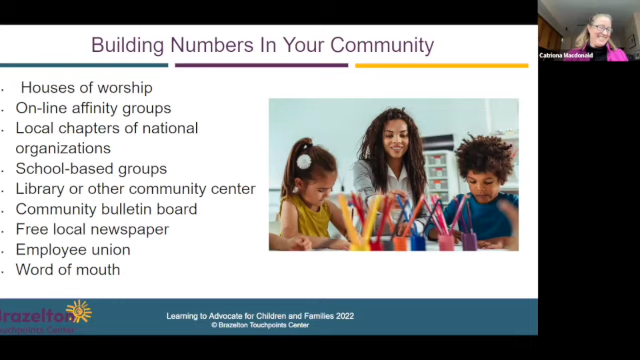 Building Numbers In Your Community
Catriona Macdonald
Houses of worship
On-line affinity groups
Local chapters of national
organizations
School-based groups
Library or other community center
Community bulletin board
Free local newspaper
Employee union
Word of mouth
Brazelton
Touchpoints Center
Learning to Advocate for Children and Families 2022
© Brazelton Touchpoints Center